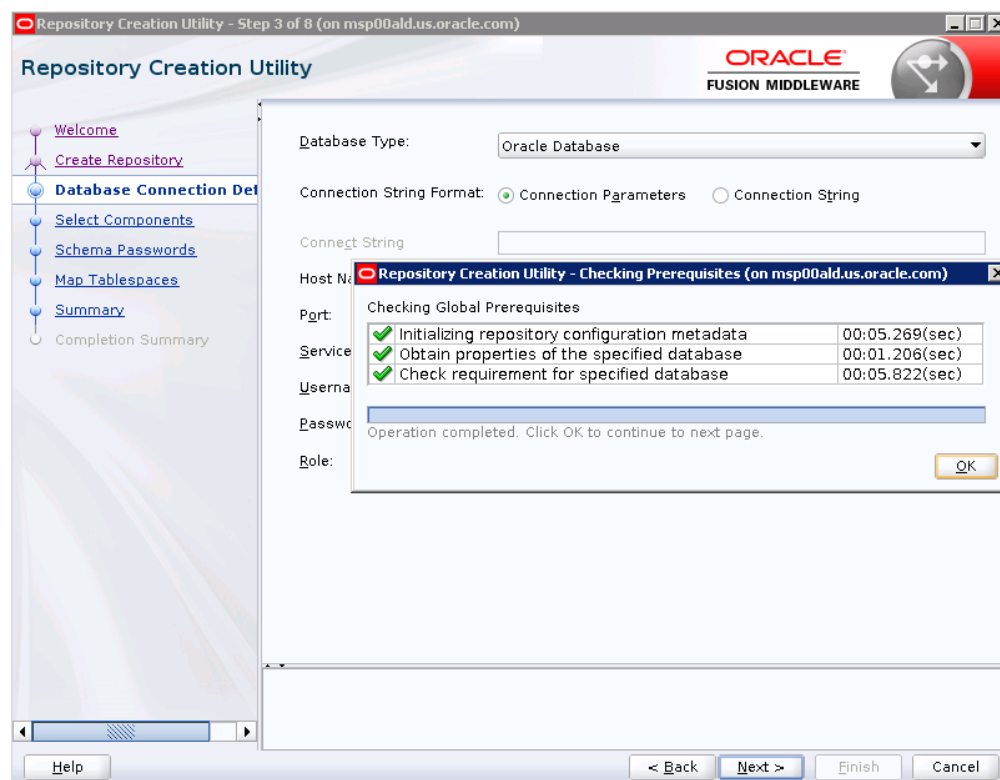 Repository Creation Utility - Step 3 of 8 (on msp00ald.us.oracle.com)
Repository Creation Utility
ORACLE
FUSION MIDDLEWARE
Welcome
Create Repository
Database Connection Det
Select Components
Schema Passwords
Map Tablespaces
Summary
Completion Summary
Database Type:
Oracle Database
Connection String Format:
Connection Parameters
Connection String
Connect String
Host Na
Port:
Service
Userna
Passwo
Role:
Repository Creation Utility - Checking Prerequisites (on msp00ald.us.oracle.com)
Checking Global Prerequisites
Initializing repository configuration metadata 00:05.269(sec)
Obtain properties of the specified database 00:01.206(sec)
Check requirement for specified database 00:05.822(sec)
Operation completed. Click OK to continue to next page.
OK
Help
< Back
Next >
Finish
Cancel